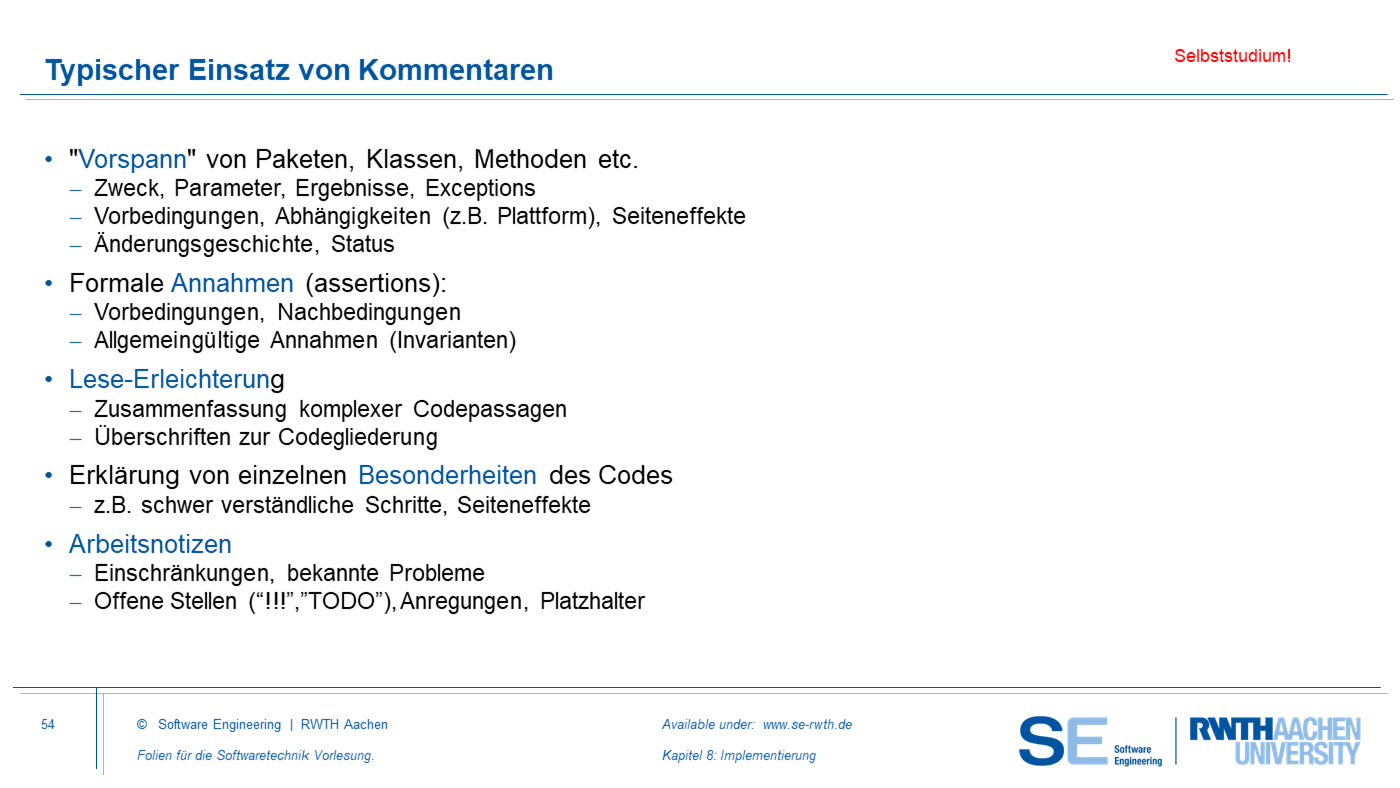 Typischer Einsatz von Kommentaren
Selbststudium!
• "Vorspann" von Paketen, Klassen, Methoden etc.
– Zweck, Parameter, Ergebnisse, Exceptions
– Vorbedingungen, Abhängigkeiten (z.B. Plattform), Seiteneffekte
– Änderungsgeschichte, Status
• Formale Annahmen (assertions):
– Vorbedingungen, Nachbedingungen
– Allgemeingültige Annahmen (Invarianten)
• Lese-Erleichterung
– Zusammenfassung komplexer Codepassagen
– Überschriften zur Codegliederung
• Erklärung von einzelnen Besonderheiten des Codes
– z.B. schwer verständliche Schritte, Seiteneffekte
• Arbeitsnotizen
– Einschränkungen, bekannte Probleme
– Offene Stellen (“!!!”,”TODO”), Anregungen, Platzhalter
54
© Software Engineering | RWTH Aachen
Folien für die Softwaretechnik Vorlesung.
Available under: www.se-rwth.de
Kapitel 8: Implementierung
SE Software
Engineering
RWTHAACHEN
UNIVERSITY